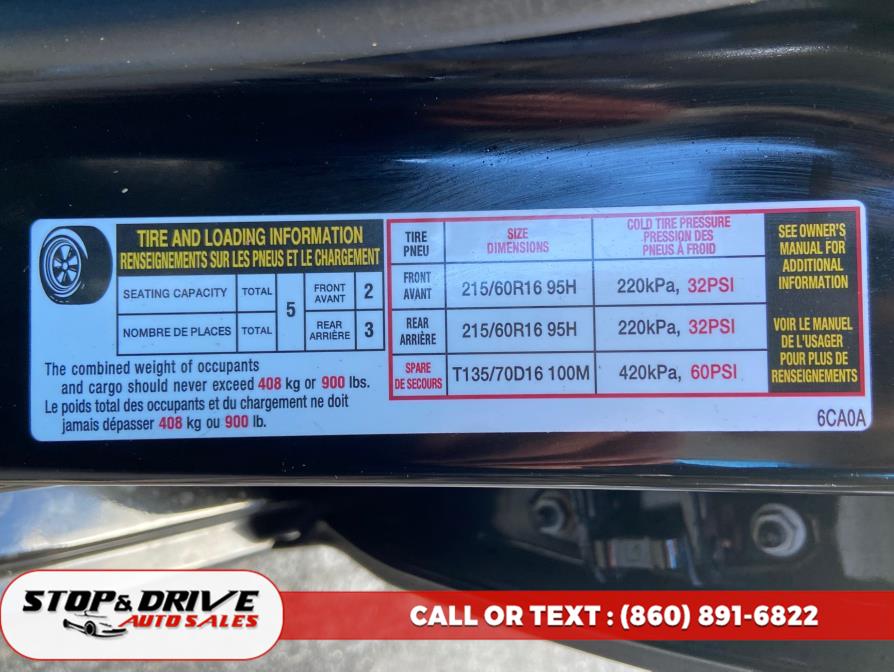 TIRE AND LOADING INFORMATION
RENSEIGNEMENTS SUR LES PNEUS ET LE CHARGEMENT
SEATING CAPACITY TOTAL 5 FRONT AVANT 2
NOMBRE DE PLACES TOTAL REAR ARRIÈRE 3
The combined weight of occupants
and cargo should never exceed 408 kg or 900 lbs.
Le poids total des occupants et du chargement ne doit
jamais dépasser 408 kg ou 900 lb.
TIRE PNEU SIZE DIMENSIONS COLD TIRE PRESSURE PRESSION DES PNEUS À FROID
FRONT AVANT 215/60R16 95H 220kPa, 32PSI
REAR ARRIÈRE 215/60R16 95H 220kPa, 32PSI
SPARE DE SECOURS T135/70D16 100M 420kPa, 60PSI
SEE OWNER'S
MANUAL FOR
ADDITIONAL
INFORMATION
VOIR LE MANUEL
DE L'USAGER
POUR PLUS DE
RENSEIGNEMENTS
6CA0A
STOP & DRIVE
AUTO SALES
CALL OR TEXT : (860) 891-6822